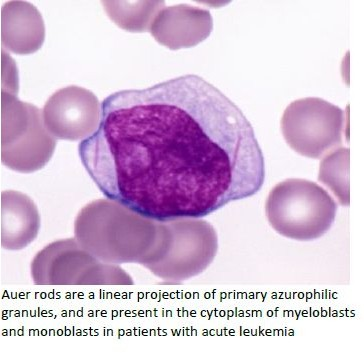 Auer rods are a linear projection of primary azurophilic
granules, and are present in the cytoplasm of myeloblasts
and monoblasts in patients with acute leukemia